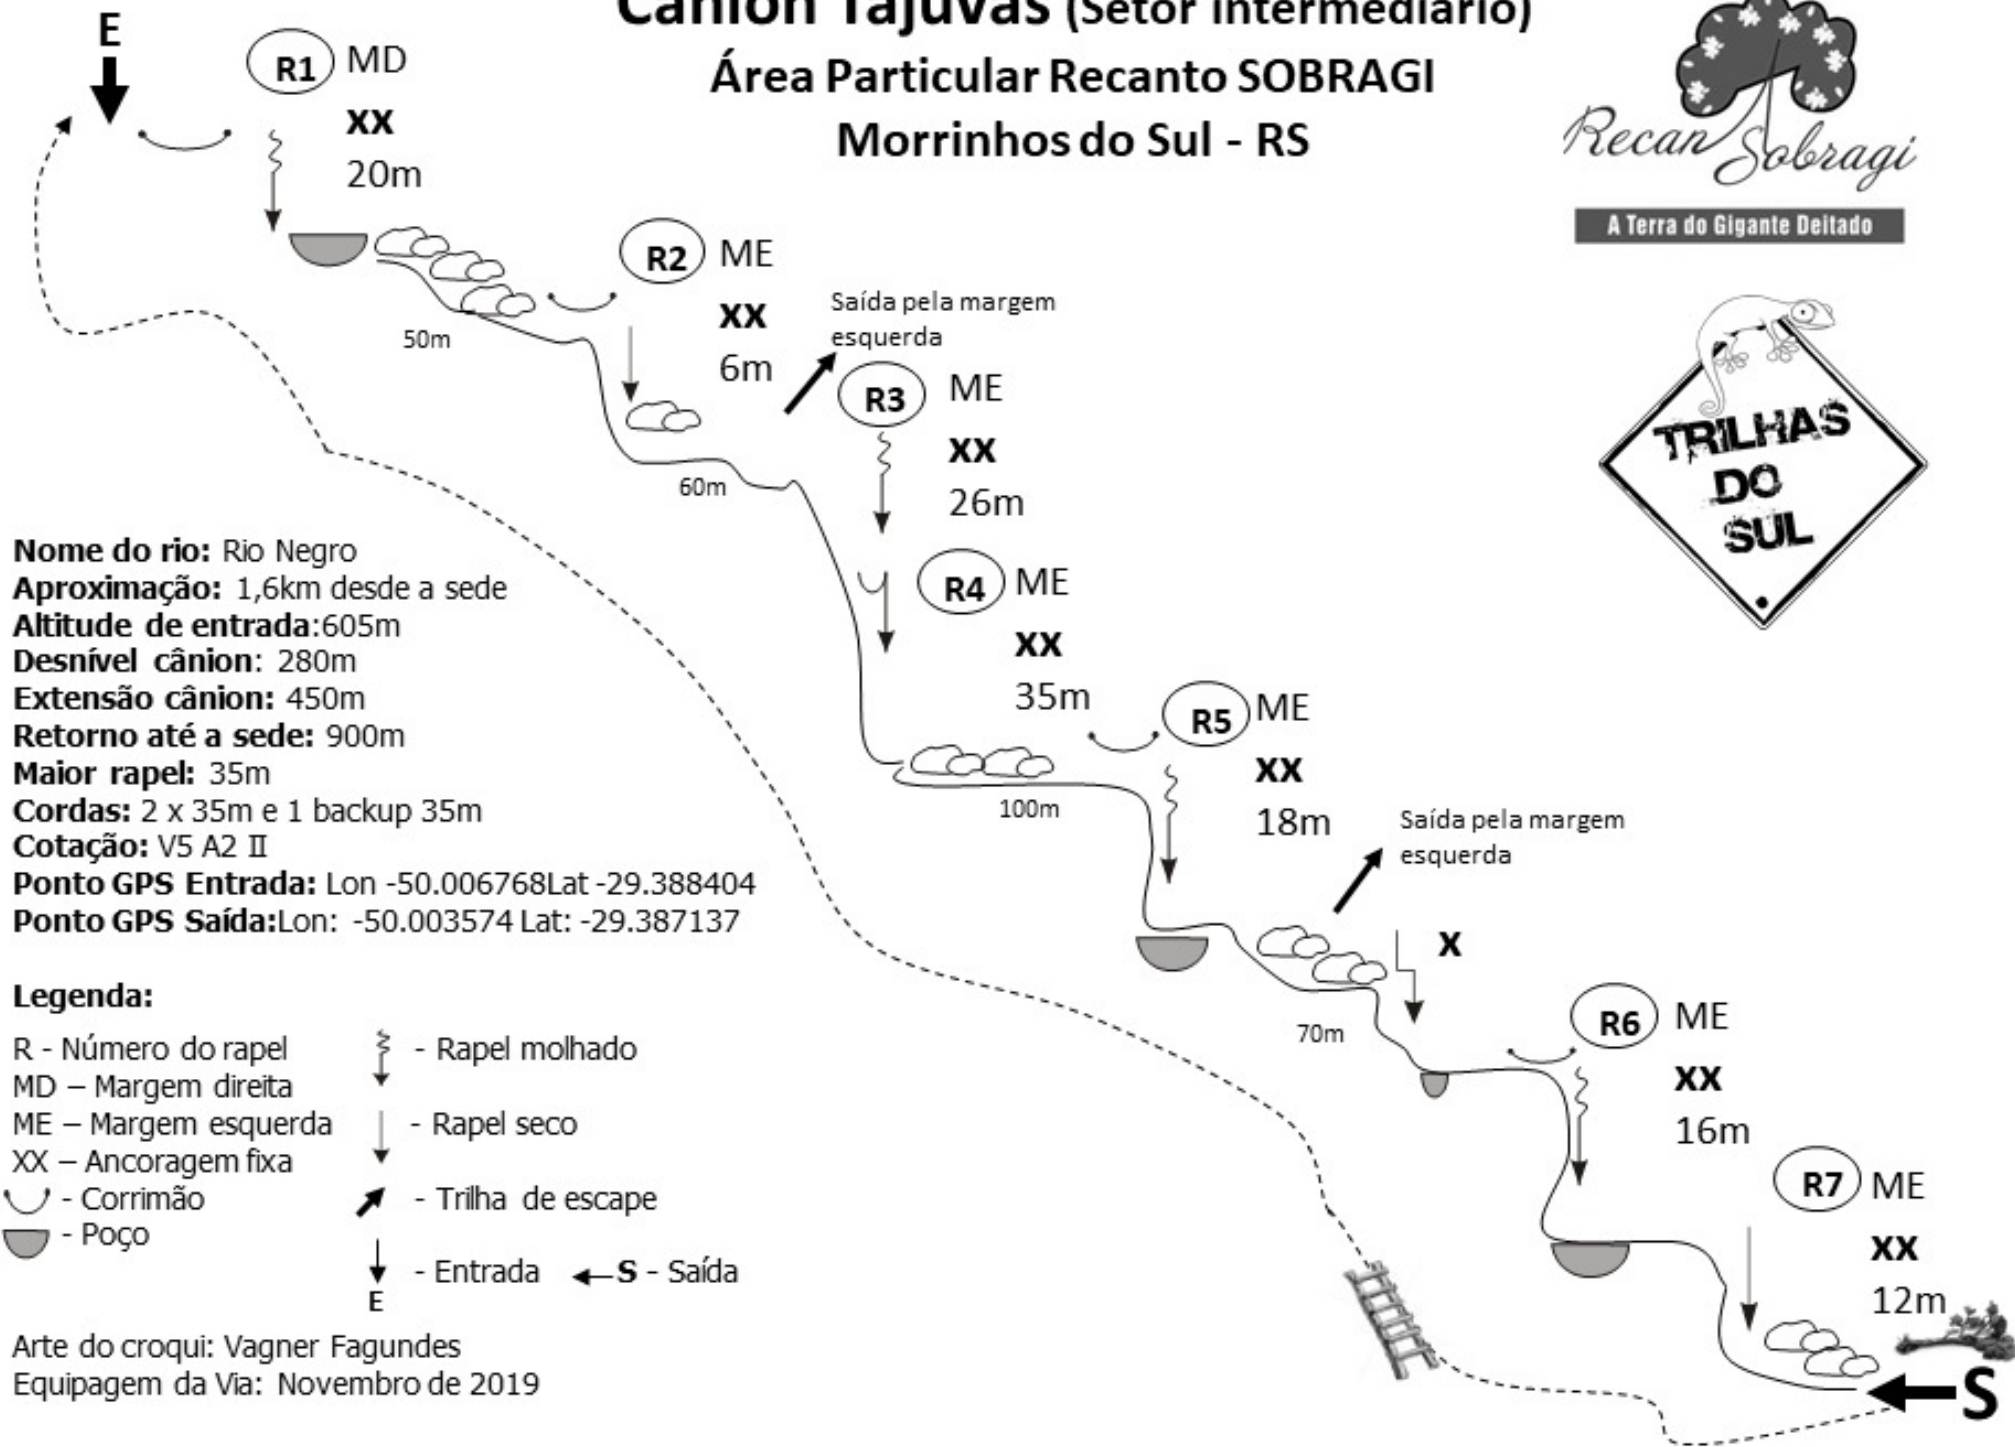 Cânion Tajuvas (Setor Intermediário)
Área Particular Recanto SOBRAGI
Morrinhos do Sul - RS
Recan Sobragi
A Terra do Gigante Deitado
TRILHAS
DO
SUL
E
R1 MD
XX
20m
50m
R2 ME
XX
6m
60m
Saída pela margem
esquerda
R3 ME
XX
26m
R4 ME
XX
35m
100m
R5 ME
XX
18m
Saída pela margem
esquerda
X
70m
R6 ME
XX
16m
R7 ME
XX
12m
S
Nome do rio: Rio Negro
Aproximação: 1,6km desde a sede
Altitude de entrada:605m
Desnível cânion: 280m
Extensão cânion: 450m
Retorno até a sede: 900m
Maior rapel: 35m
Cordas: 2 x 35m e 1 backup 35m
Cotação: V5 A2 II
Ponto GPS Entrada: Lon -50.006768Lat -29.388404
Ponto GPS Saída:Lon: -50.003574 Lat: -29.387137
Legenda:
R - Número do rapel
MD – Margem direita
ME – Margem esquerda
XX – Ancoragem fixa
- Corrimão
- Poço
- Rapel molhado
- Rapel seco
- Trilha de escape
- Entrada
E
S - Saída
Arte do croqui: Vagner Fagundes
Equipagem da Via: Novembro de 2019